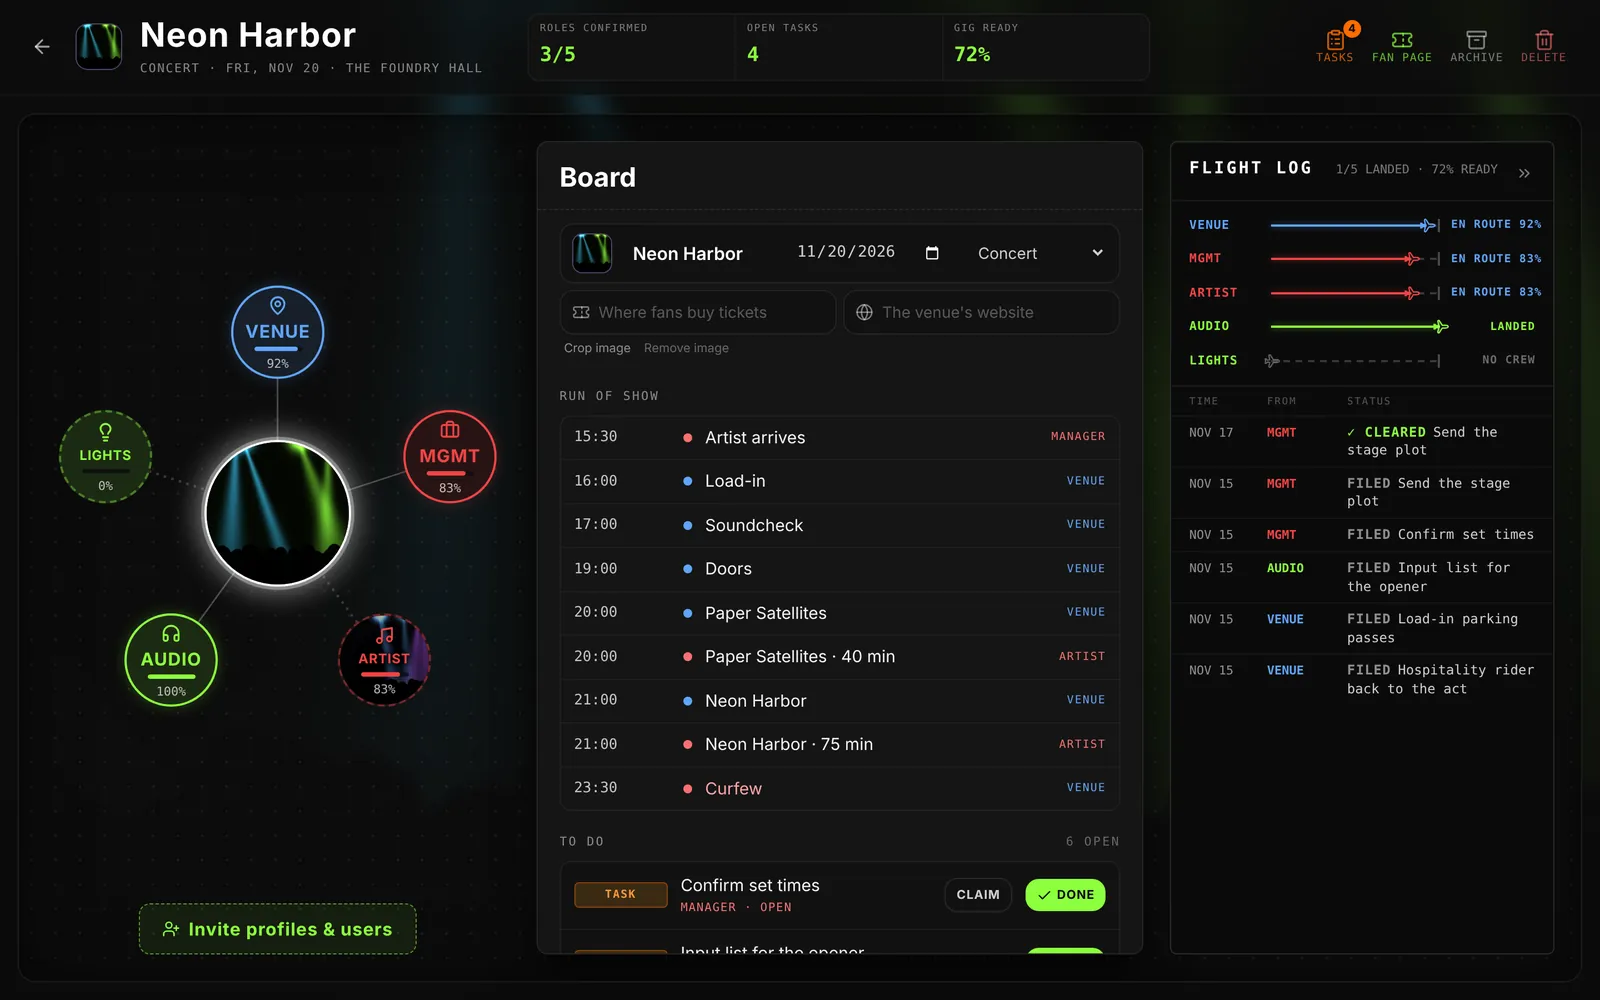 Neon Harbor
CONCERT · FRI, NOV 20 · THE FOUNDRY HALL
ROLES CONFIRMED
3/5
OPEN TASKS
4
GIG READY
72%
4
TASKS
FAN PAGE
ARCHIVE
DELETE
VENUE
92%
LIGHTS
0%
MGMT
83%
AUDIO
100%
ARTIST
83%
Invite profiles & users
Board
Neon Harbor
11/20/2026
Concert
Where fans buy tickets
The venue's website
Crop image
Remove image
RUN OF SHOW
15:30 Artist arrives MANAGER
16:00 Load-in VENUE
17:00 Soundcheck VENUE
19:00 Doors VENUE
20:00 Paper Satellites VENUE
20:00 Paper Satellites · 40 min ARTIST
21:00 Neon Harbor VENUE
21:00 Neon Harbor · 75 min ARTIST
23:30 Curfew VENUE
TO DO
6 OPEN
TASK
Confirm set times
MANAGER · OPEN
CLAIM
✓ DONE
Input list for the opener
FLIGHT LOG
1/5 LANDED · 72% READY
»
VENUE EN ROUTE 92%
MGMT EN ROUTE 83%
ARTIST EN ROUTE 83%
AUDIO LANDED
LIGHTS NO CREW
TIME FROM STATUS
NOV 17 MGMT ✓ CLEARED Send the
stage plot
NOV 15 MGMT FILED Send the stage
plot
NOV 15 MGMT FILED Confirm set times
NOV 15 AUDIO FILED Input list for
the opener
NOV 15 VENUE FILED Load-in parking
passes
NOV 15 VENUE FILED Hospitality rider
back to the act